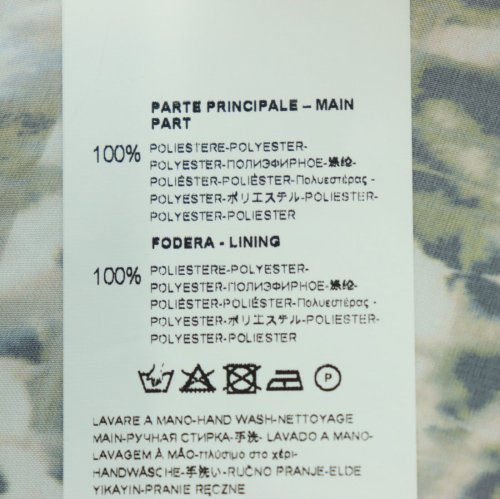 PARTE PRINCIPALE – MAIN
PART
100% POLIESTERE-POLYESTER-
POLYESTER-ПОЛИЭФИРНОЕ-涤纶-
POLIÉSTER-POLIÉSTER-Πολυεστέρας -
POLYESTER-ポリエステル-POLIESTER-
POLYESTER-POLIESTER
FODERA - LINING
100% POLIESTERE-POLYESTER-
POLYESTER-ПОЛИЭФИРНОЕ-涤纶-
POLIÉSTER-POLIÉSTER-Πολυεστέρας -
POLYESTER-ポリエステル-POLIESTER-
POLYESTER-POLIESTER
P
LAVARE A MANO-HAND WASH-NETTOYAGE
MAIN-РУЧНАЯ СТИРКА-手洗- LAVADO A MANO-
LAVAGEM À MÃO-πλύσιμο στο χέρι-
HANDWÄSCHE-手洗い-RUČNO PRANJE-ELDE
YIKAYIN-PRANIE RĘCZNE